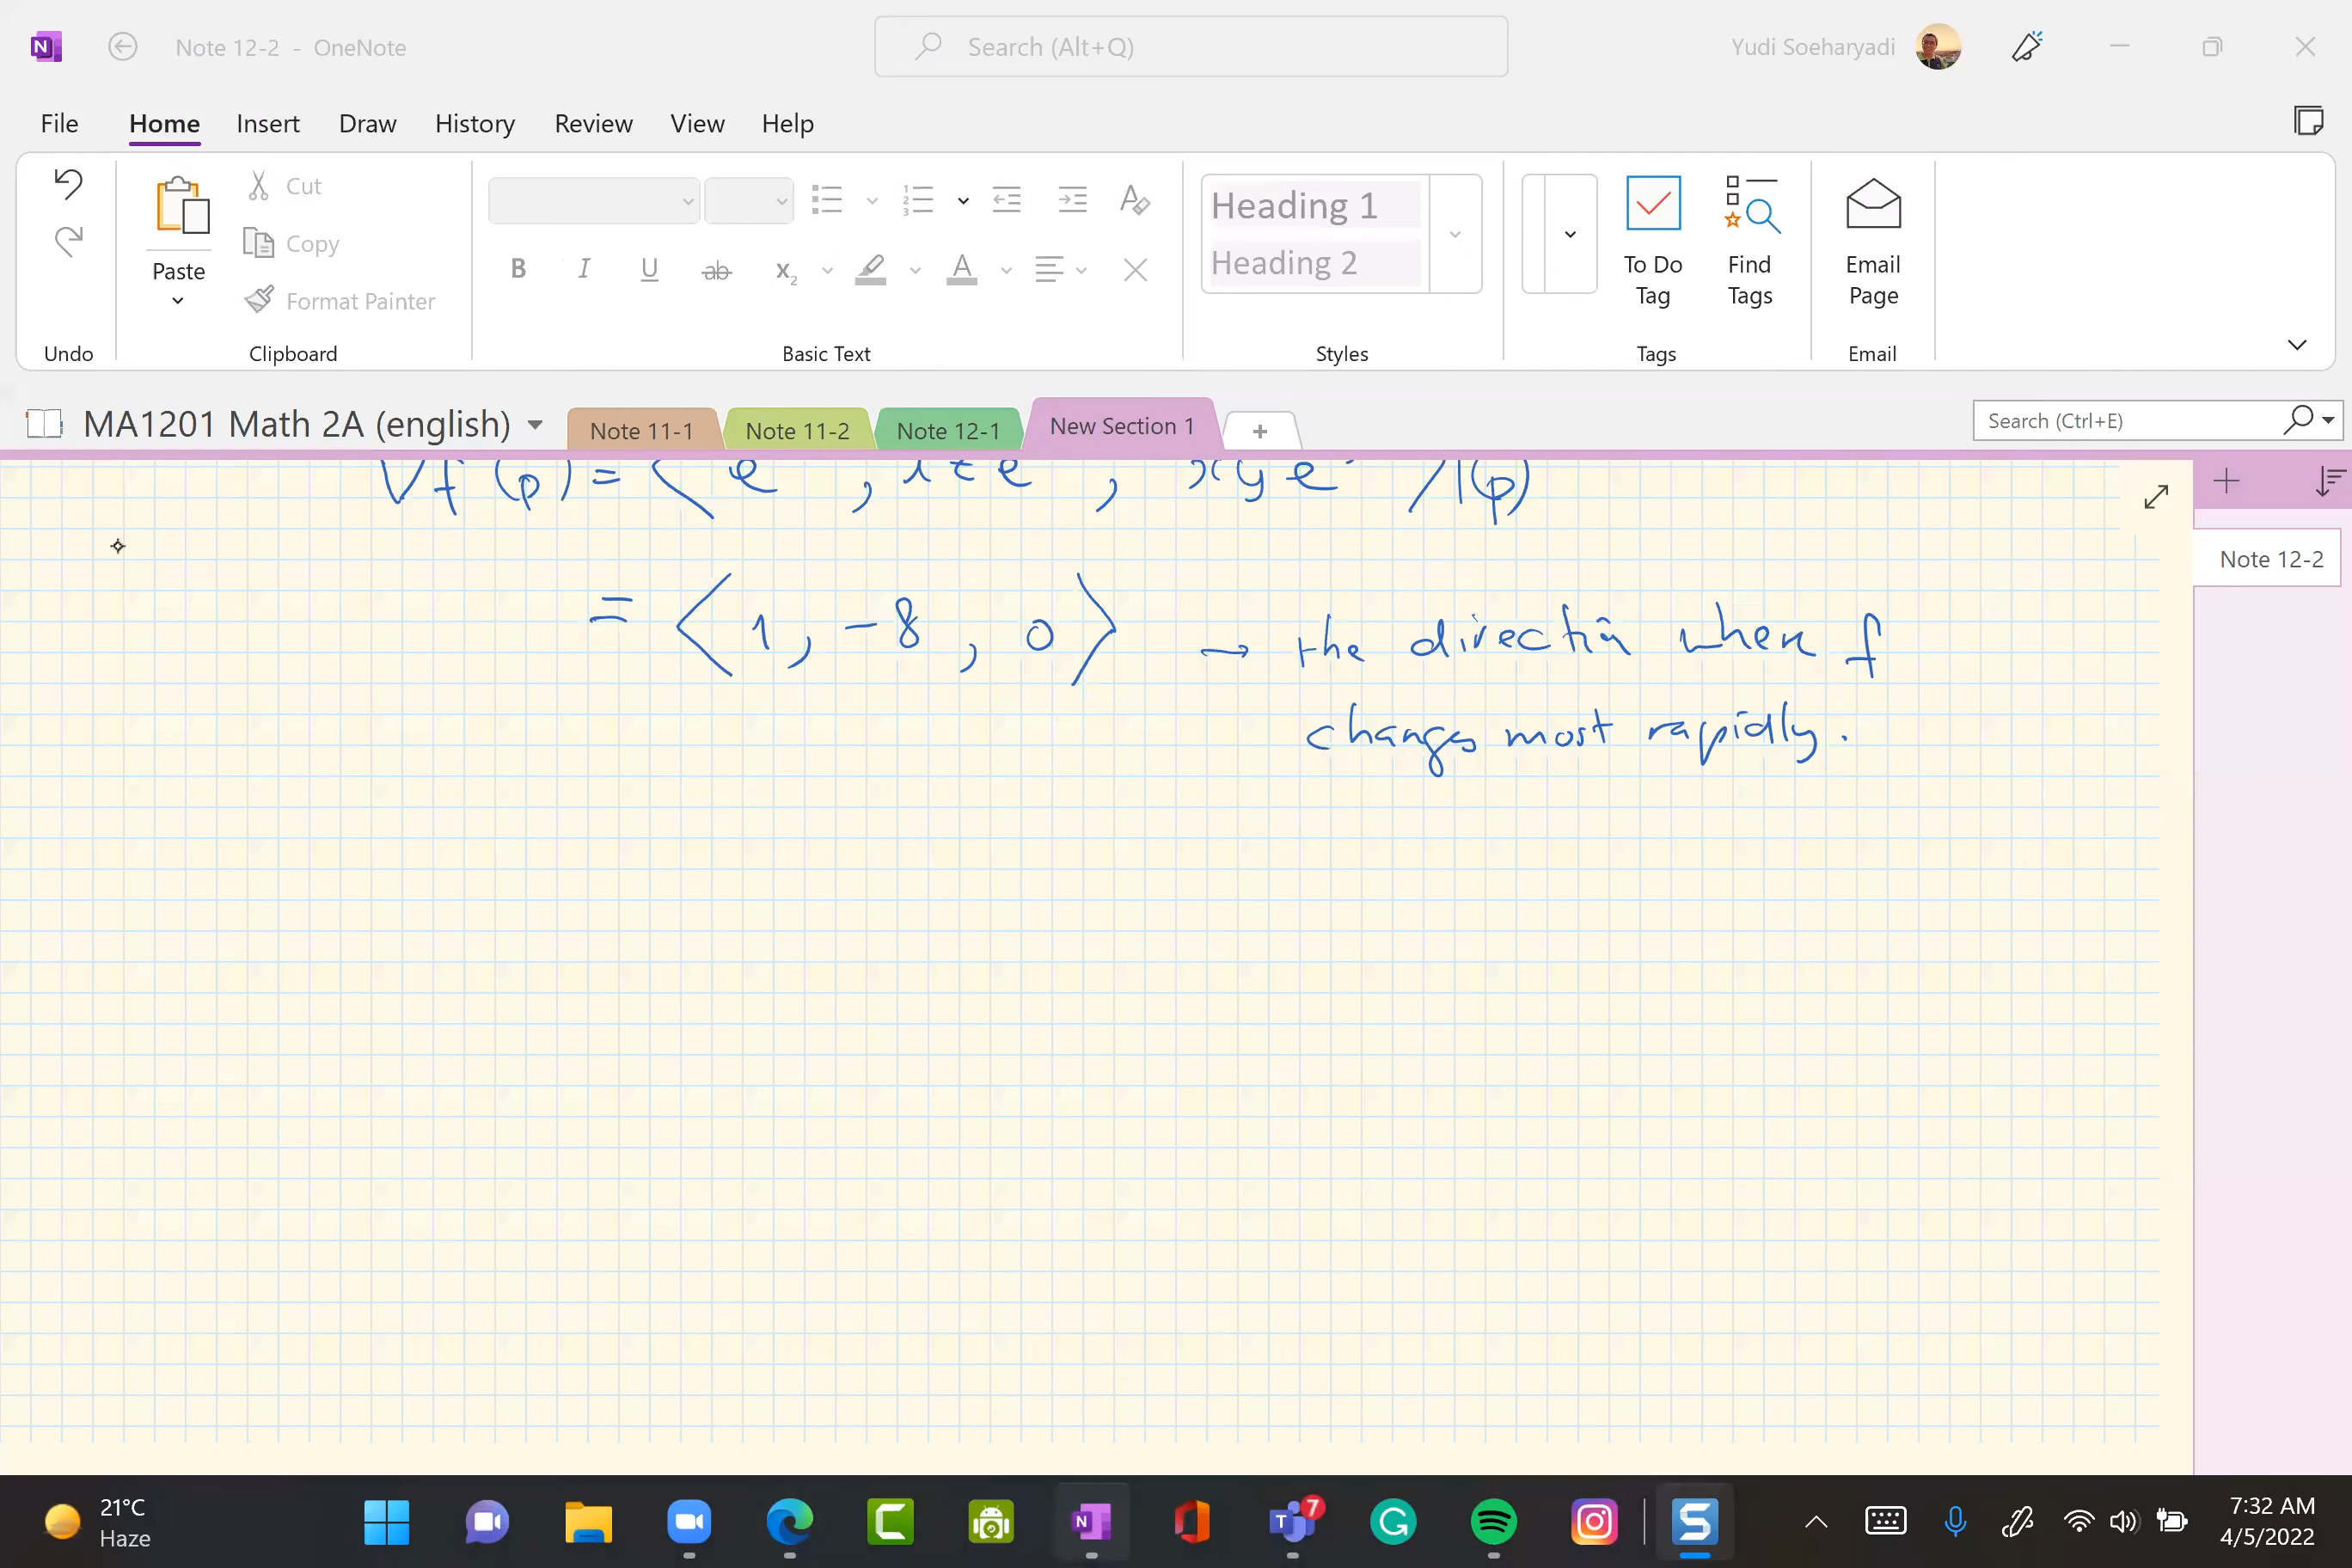 Note 12-2 - OneNote
Search (Alt+Q)
Yudi Soeharyadi
File Home Insert Draw History Review View Help
Undo
Paste
Cut
Copy
Format Painter
Clipboard
B I U ab x₂ A
Basic Text
Heading 1
Heading 2
Styles
To Do Tag
Find Tags
Tags
Email Page
Email
MA1201 Math 2A (english)
Note 11-1
Note 11-2
Note 12-1
New Section 1
Search (Ctrl+E)
Note 12-2
∇f (p) = ⟨ e
= ⟨ 1, -8, 0 ⟩ → the direction where f
changes most rapidly.
21°C
Haze
7
7:32 AM
4/5/2022